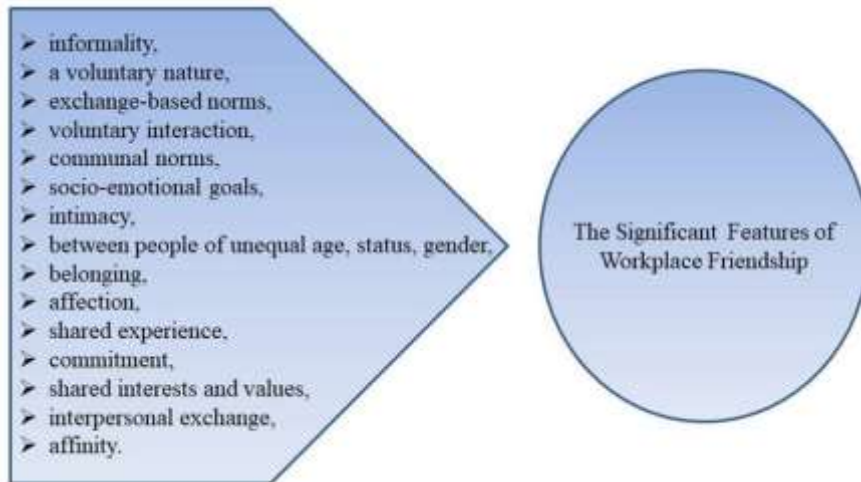 ➢ informality,
➢ a voluntary nature,
➢ exchange-based norms,
➢ voluntary interaction,
➢ communal norms,
➢ socio-emotional goals,
➢ intimacy,
➢ between people of unequal age, status, gender,
➢ belonging,
➢ affection,
➢ shared experience,
➢ commitment,
➢ shared interests and values,
➢ interpersonal exchange,
➢ affinity.
The Significant Features of
Workplace Friendship